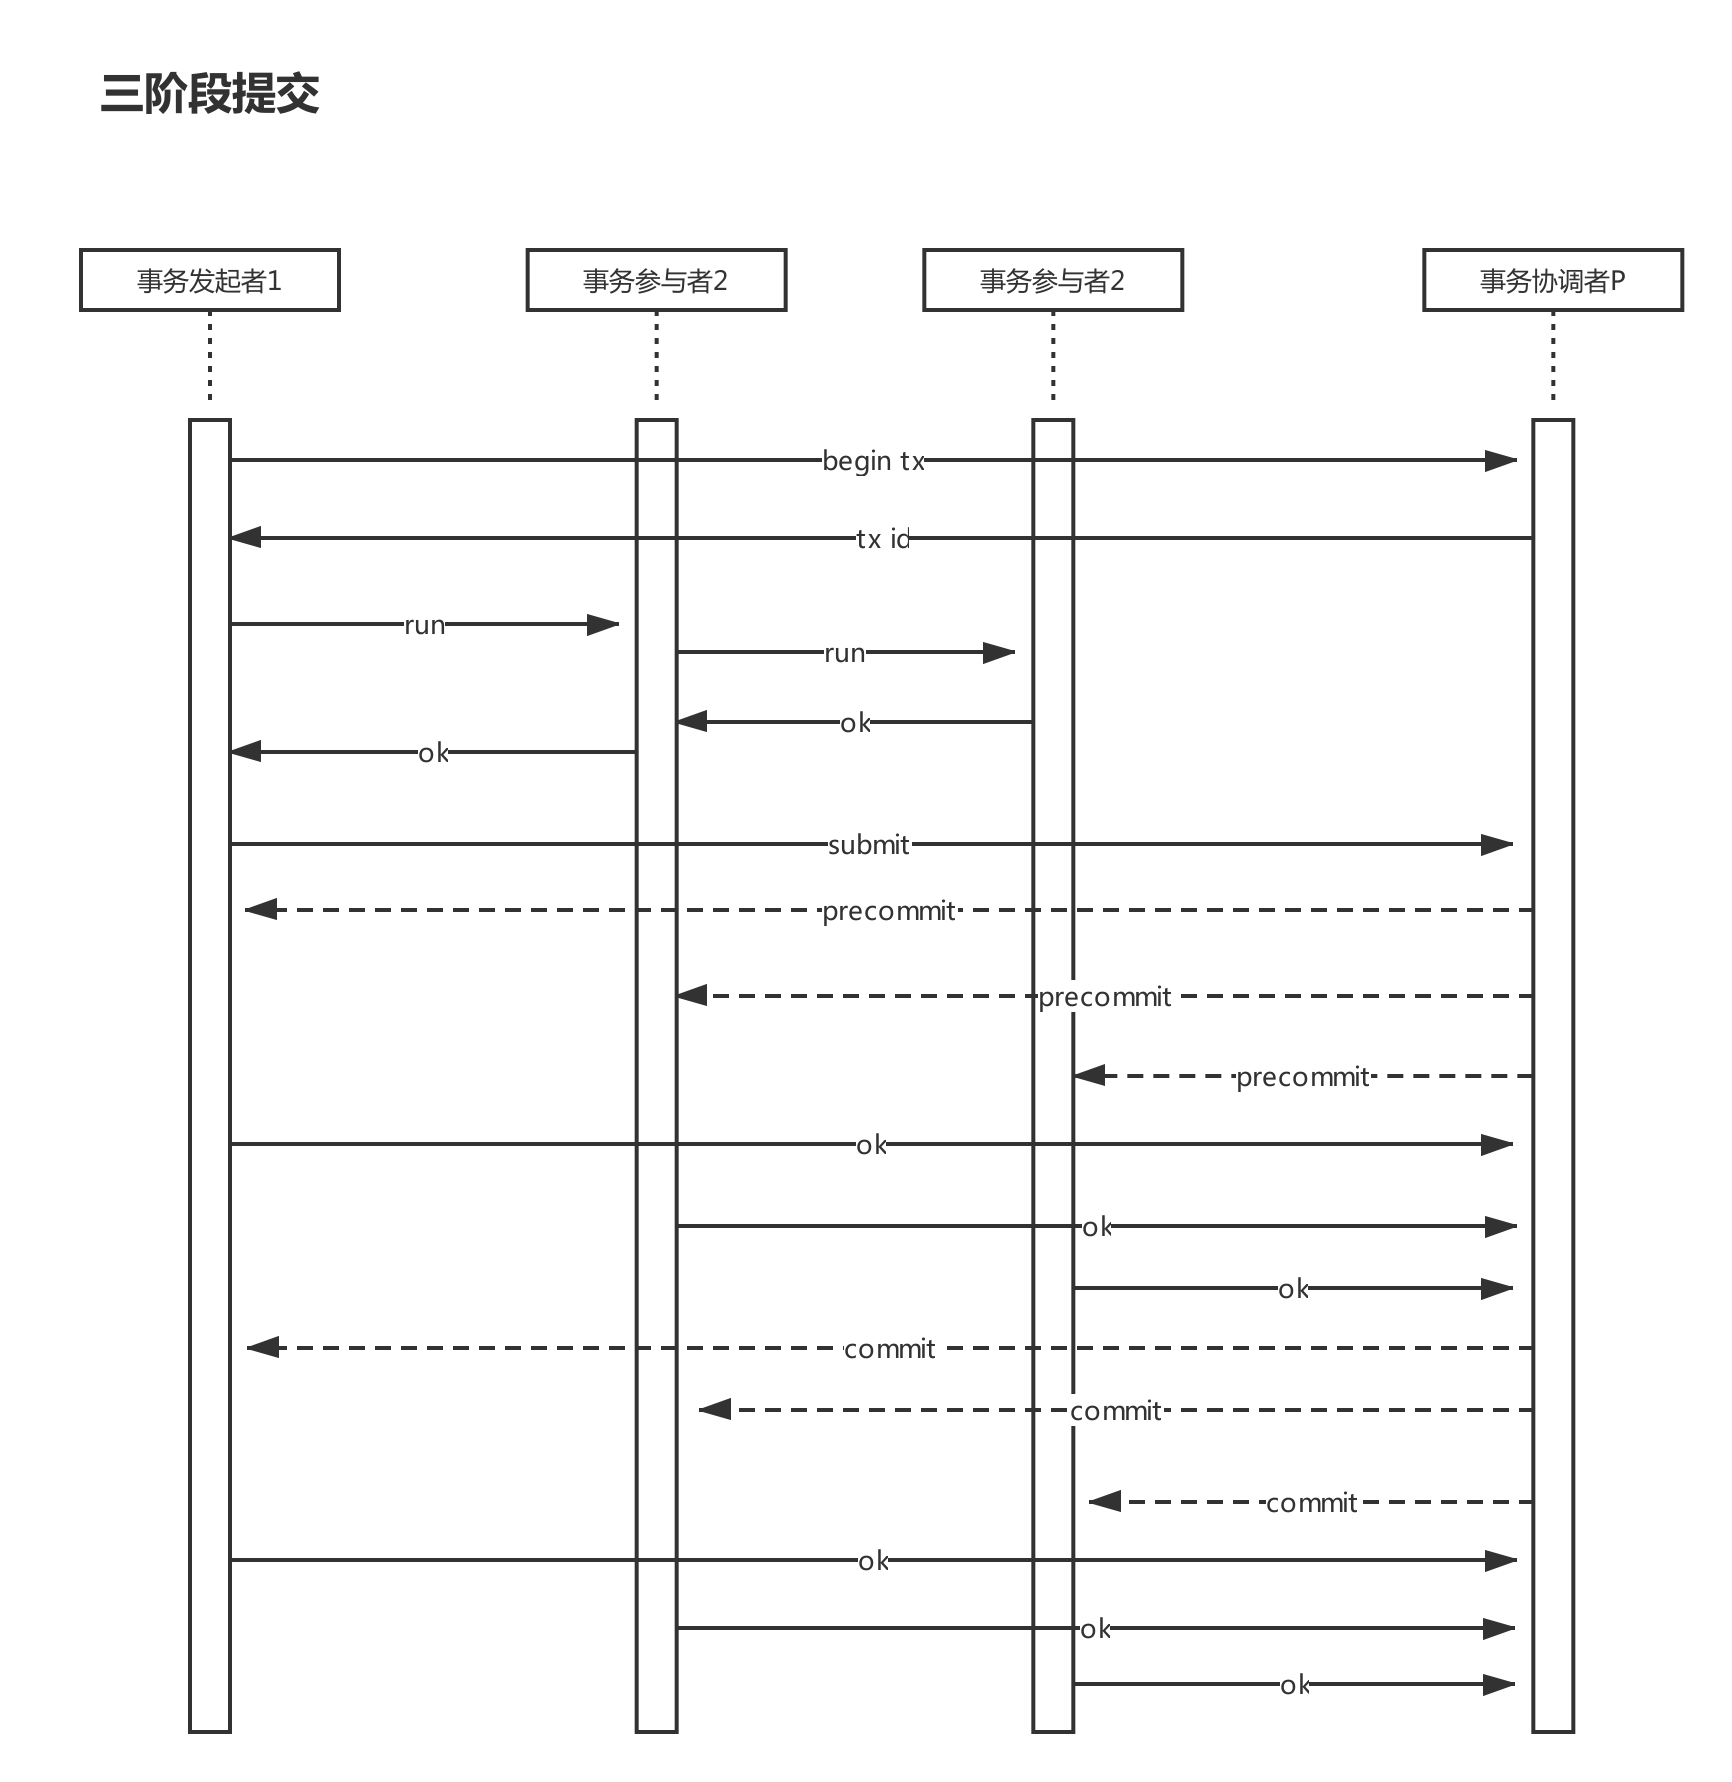 三阶段提交
事务发起者1
事务参与者2
事务参与者2
事务协调者P
begin tx
tx id
run
run
ok
ok
submit
precommit
precommit
precommit
ok
ok
ok
commit
commit
commit
ok
ok
ok